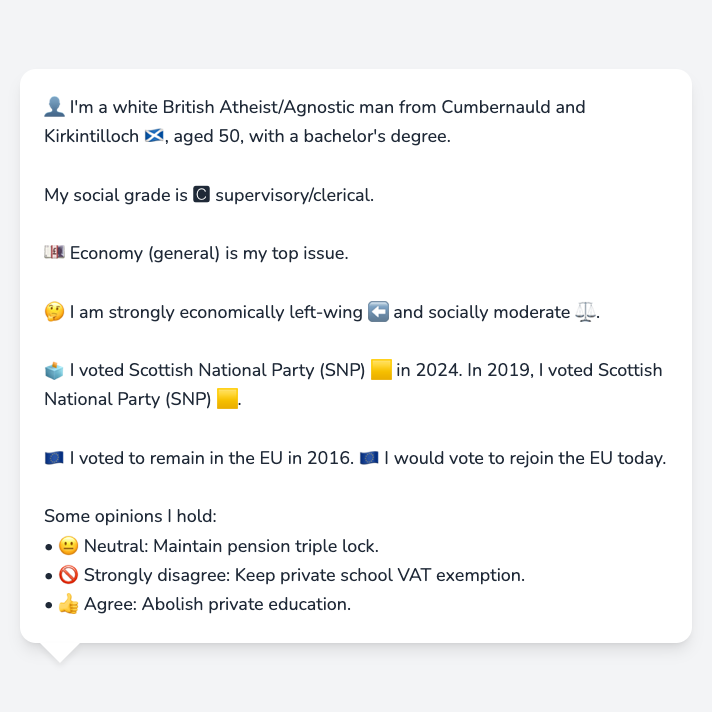 👤 I'm a white British Atheist/Agnostic man from Cumbernauld and
Kirkintilloch 🏴󠁧󠁢󠁳󠁣󠁴󠁿, aged 50, with a bachelor's degree.
My social grade is 🅲 supervisory/clerical.
💷 Economy (general) is my top issue.
🤔 I am strongly economically left-wing ⬅️ and socially moderate ⚖️.
🗳️ I voted Scottish National Party (SNP) 🟨 in 2024. In 2019, I voted Scottish
National Party (SNP) 🟨.
🇪🇺 I voted to remain in the EU in 2016. 🇪🇺 I would vote to rejoin the EU today.
Some opinions I hold:
• 😐 Neutral: Maintain pension triple lock.
• 🚫 Strongly disagree: Keep private school VAT exemption.
• 👍 Agree: Abolish private education.